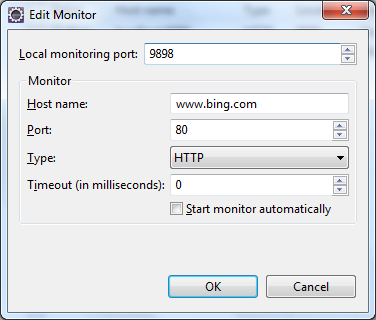 Edit Monitor
Local monitoring port: 9898
Monitor
Host name: www.bing.com
Port: 80
Type: HTTP
Timeout (in milliseconds): 0
Start monitor automatically
OK Cancel